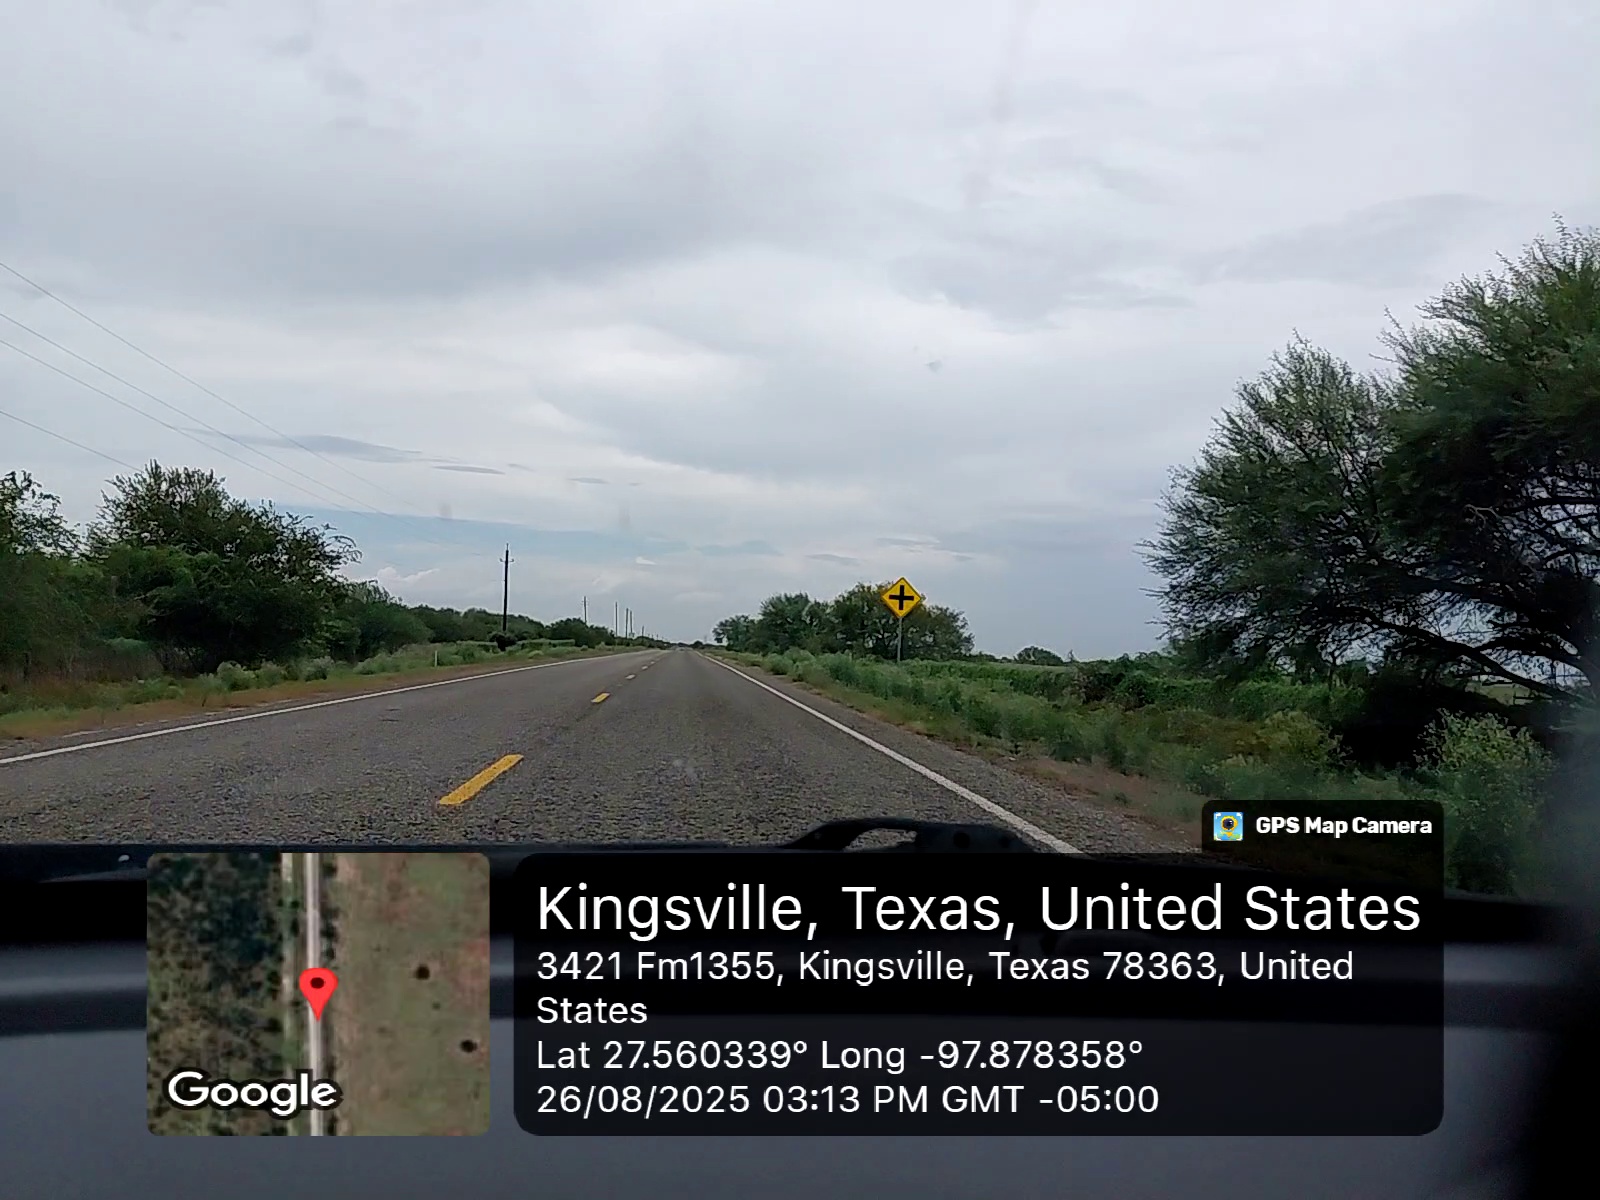 GPS Map Camera
Kingsville, Texas, United States
3421 Fm1355, Kingsville, Texas 78363, United
States
Lat 27.560339° Long -97.878358°
26/08/2025 03:13 PM GMT -05:00
Google